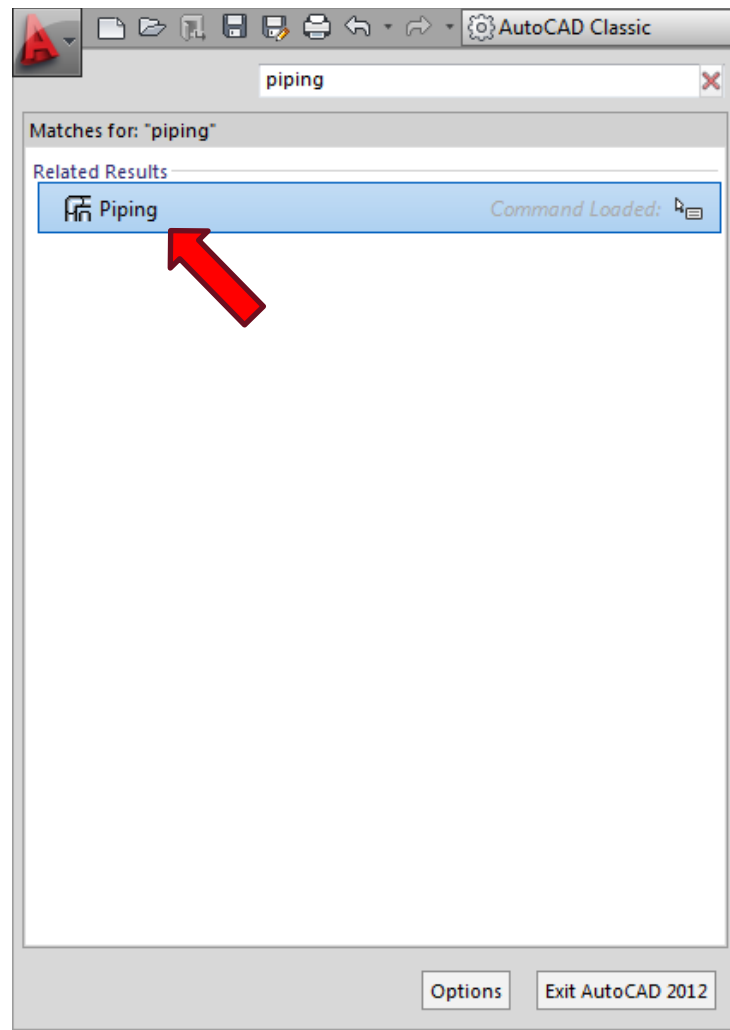 AutoCAD Classic
piping
Matches for: "piping"
Related Results
Piping Command Loaded:
Options Exit AutoCAD 2012